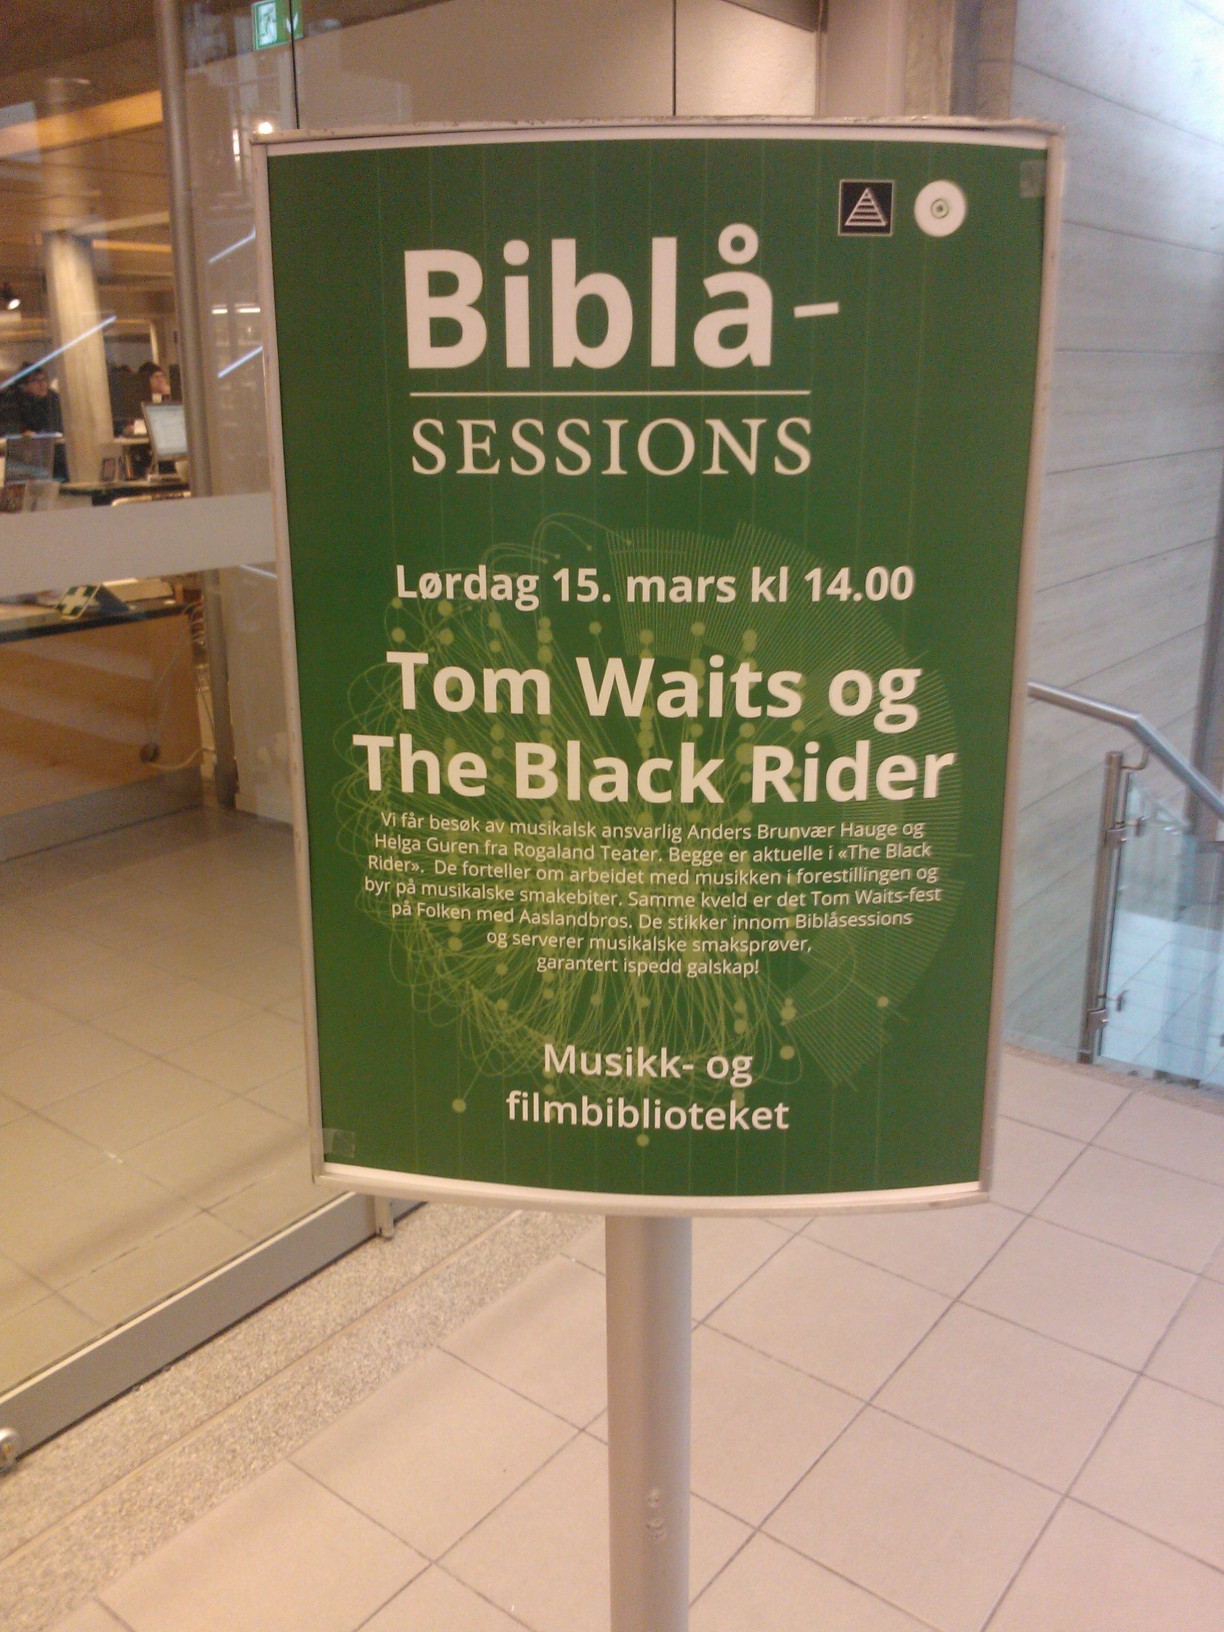 Biblå-
SESSIONS
Lørdag 15. mars kl 14.00
Tom Waits og
The Black Rider
Vi får besøk av musikalsk ansvarlig Anders Brunvær Hauge og
Helga Guren fra Rogaland Teater. Begge er aktuelle i «The Black
Rider». De forteller om arbeidet med musikken i forestillingen og
byr på musikalske smakebiter. Samme kveld er det Tom Waits-fest
på Folken med Aaslandbros. De stikker innom Biblåsessions
og serverer musikalske smaksprøver,
garantert ispedd galskap!
Musikk- og
filmbiblioteket